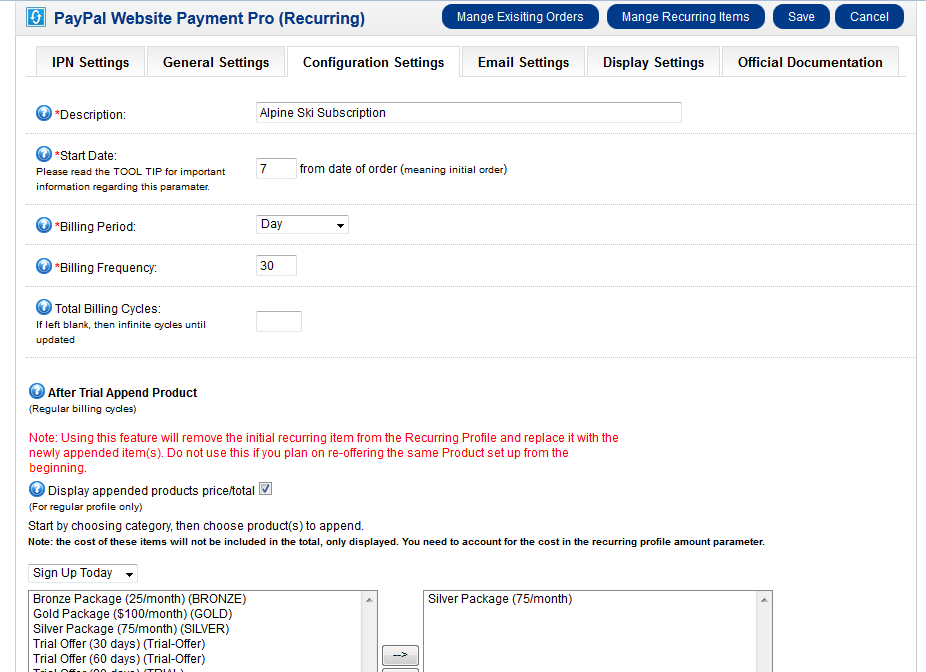 PayPal Website Payment Pro (Recurring)
Mange Exisiting Orders
Mange Recurring Items
Save
Cancel
IPN Settings
General Settings
Configuration Settings
Email Settings
Display Settings
Official Documentation
*Description:
Alpine Ski Subscription
*Start Date:
Please read the TOOL TIP for important
information regarding this paramater.
7 from date of order (meaning initial order)
*Billing Period:
Day
*Billing Frequency:
30
Total Billing Cycles:
If left blank, then infinite cycles until
updated
After Trial Append Product
(Regular billing cycles)
Note: Using this feature will remove the initial recurring item from the Recurring Profile and replace it with the
newly appended item(s). Do not use this if you plan on re-offering the same Product set up from the
beginning.
Display appended products price/total
(For regular profile only)
Start by choosing category, then choose product(s) to append.
Note: the cost of these items will not be included in the total, only displayed. You need to account for the cost in the recurring profile amount parameter.
Sign Up Today
Bronze Package (25/month) (BRONZE)
Gold Package ($100/month) (GOLD)
Silver Package (75/month) (SILVER)
Trial Offer (30 days) (Trial-Offer)
Trial Offer (60 days) (Trial-Offer)
-->
Silver Package (75/month)